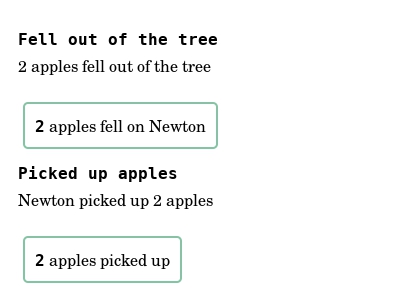 Fell out of the tree
2 apples fell out of the tree
2 apples fell on Newton
Picked up apples
Newton picked up 2 apples
2 apples picked up